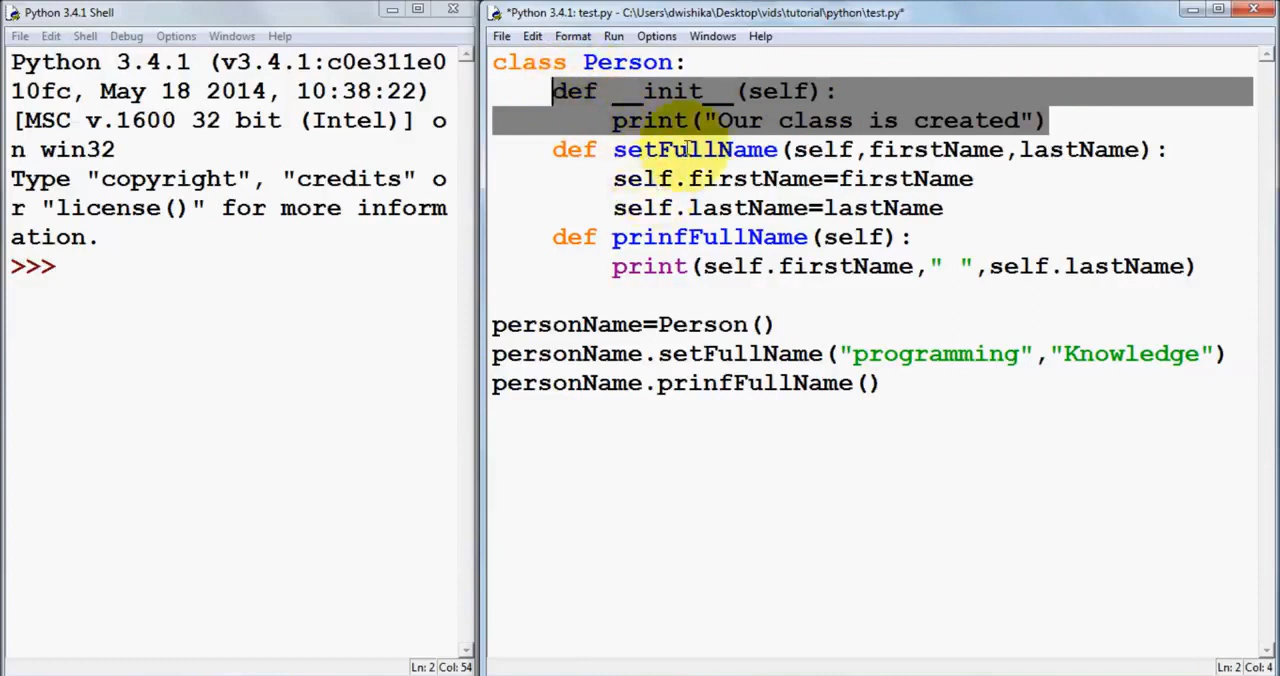 Python 3.4.1 Shell
File Edit Shell Debug Options Windows Help
Python 3.4.1 (v3.4.1:c0e311e0
10fc, May 18 2014, 10:38:22)
[MSC v.1600 32 bit (Intel)] o
n win32
Type "copyright", "credits" o
r "license()" for more inform
ation.
>>>
Ln: 2 Col: 54
*Python 3.4.1: test.py - C:\Users\dwishika\Desktop\vids\tutorial\python\test.py*
File Edit Format Run Options Windows Help
class Person:
    def __init__(self):
        print("Our class is created")
    def setFullName(self,firstName,lastName):
        self.firstName=firstName
        self.lastName=lastName
    def prinfFullName(self):
        print(self.firstName," ",self.lastName)
personName=Person()
personName.setFullName("programming","Knowledge")
personName.prinfFullName()
Ln: 2 Col: 4